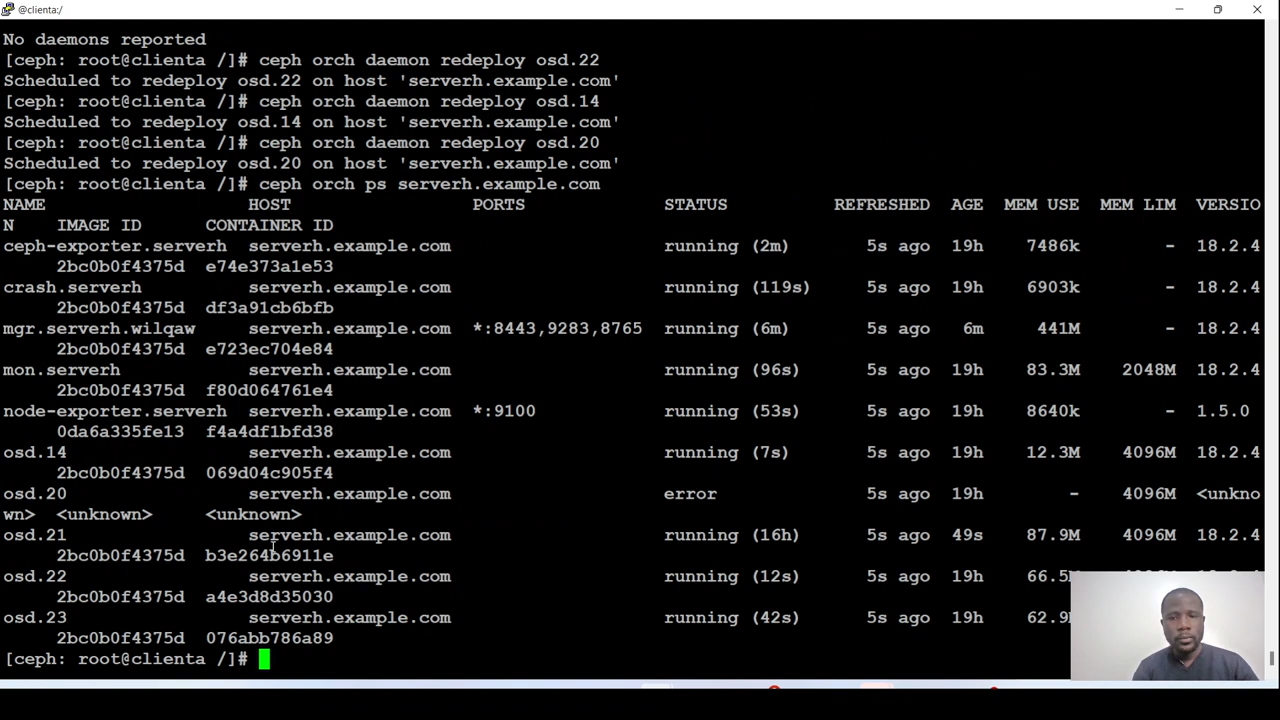 @clienta:/
No daemons reported
[ceph: root@clienta /]# ceph orch daemon redeploy osd.22
Scheduled to redeploy osd.22 on host 'serverh.example.com'
[ceph: root@clienta /]# ceph orch daemon redeploy osd.14
Scheduled to redeploy osd.14 on host 'serverh.example.com'
[ceph: root@clienta /]# ceph orch daemon redeploy osd.20
Scheduled to redeploy osd.20 on host 'serverh.example.com'
[ceph: root@clienta /]# ceph orch ps serverh.example.com
NAME HOST PORTS STATUS REFRESHED AGE MEM USE MEM LIM VERSIO
N IMAGE ID CONTAINER ID
ceph-exporter.serverh serverh.example.com running (2m) 5s ago 19h 7486k - 18.2.4
2bc0b0f4375d e74e373a1e53
crash.serverh serverh.example.com running (119s) 5s ago 19h 6903k - 18.2.4
2bc0b0f4375d df3a91cb6bfb
mgr.serverh.wilqaw serverh.example.com *:8443,9283,8765 running (6m) 5s ago 6m 441M - 18.2.4
2bc0b0f4375d e723ec704e84
mon.serverh serverh.example.com running (96s) 5s ago 19h 83.3M 2048M 18.2.4
2bc0b0f4375d f80d064761e4
node-exporter.serverh serverh.example.com *:9100 running (53s) 5s ago 19h 8640k - 1.5.0
0da6a335fe13 f4a4df1bfd38
osd.14 serverh.example.com running (7s) 5s ago 19h 12.3M 4096M 18.2.4
2bc0b0f4375d 069d04c905f4
osd.20 serverh.example.com error 5s ago 19h - 4096M <unkno
wn> <unknown> <unknown>
osd.21 serverh.example.com running (16h) 5s ago 49s 87.9M 4096M 18.2.4
2bc0b0f4375d b3e264b6911e
osd.22 serverh.example.com running (12s) 5s ago 19h 66.5
2bc0b0f4375d a4e3d8d35030
osd.23 serverh.example.com running (42s) 5s ago 19h 62.9
2bc0b0f4375d 076abb786a89
[ceph: root@clienta /]#